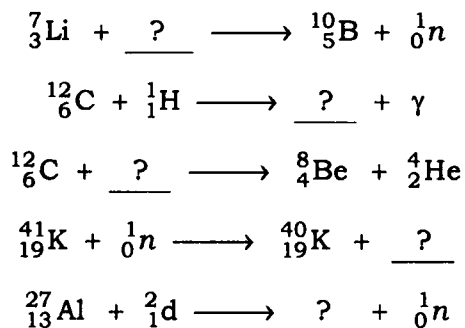 ⁷₃Li + ? ⟶ ¹⁰₅B + ¹₀n
¹²₆C + ¹₁H ⟶ ? + γ
¹²₆C + ? ⟶ ⁸₄Be + ⁴₂He
⁴¹₁₉K + ¹₀n ⟶ ⁴⁰₁₉K + ?
²⁷₁₃Al + ²₁d ⟶ ? + ¹₀n